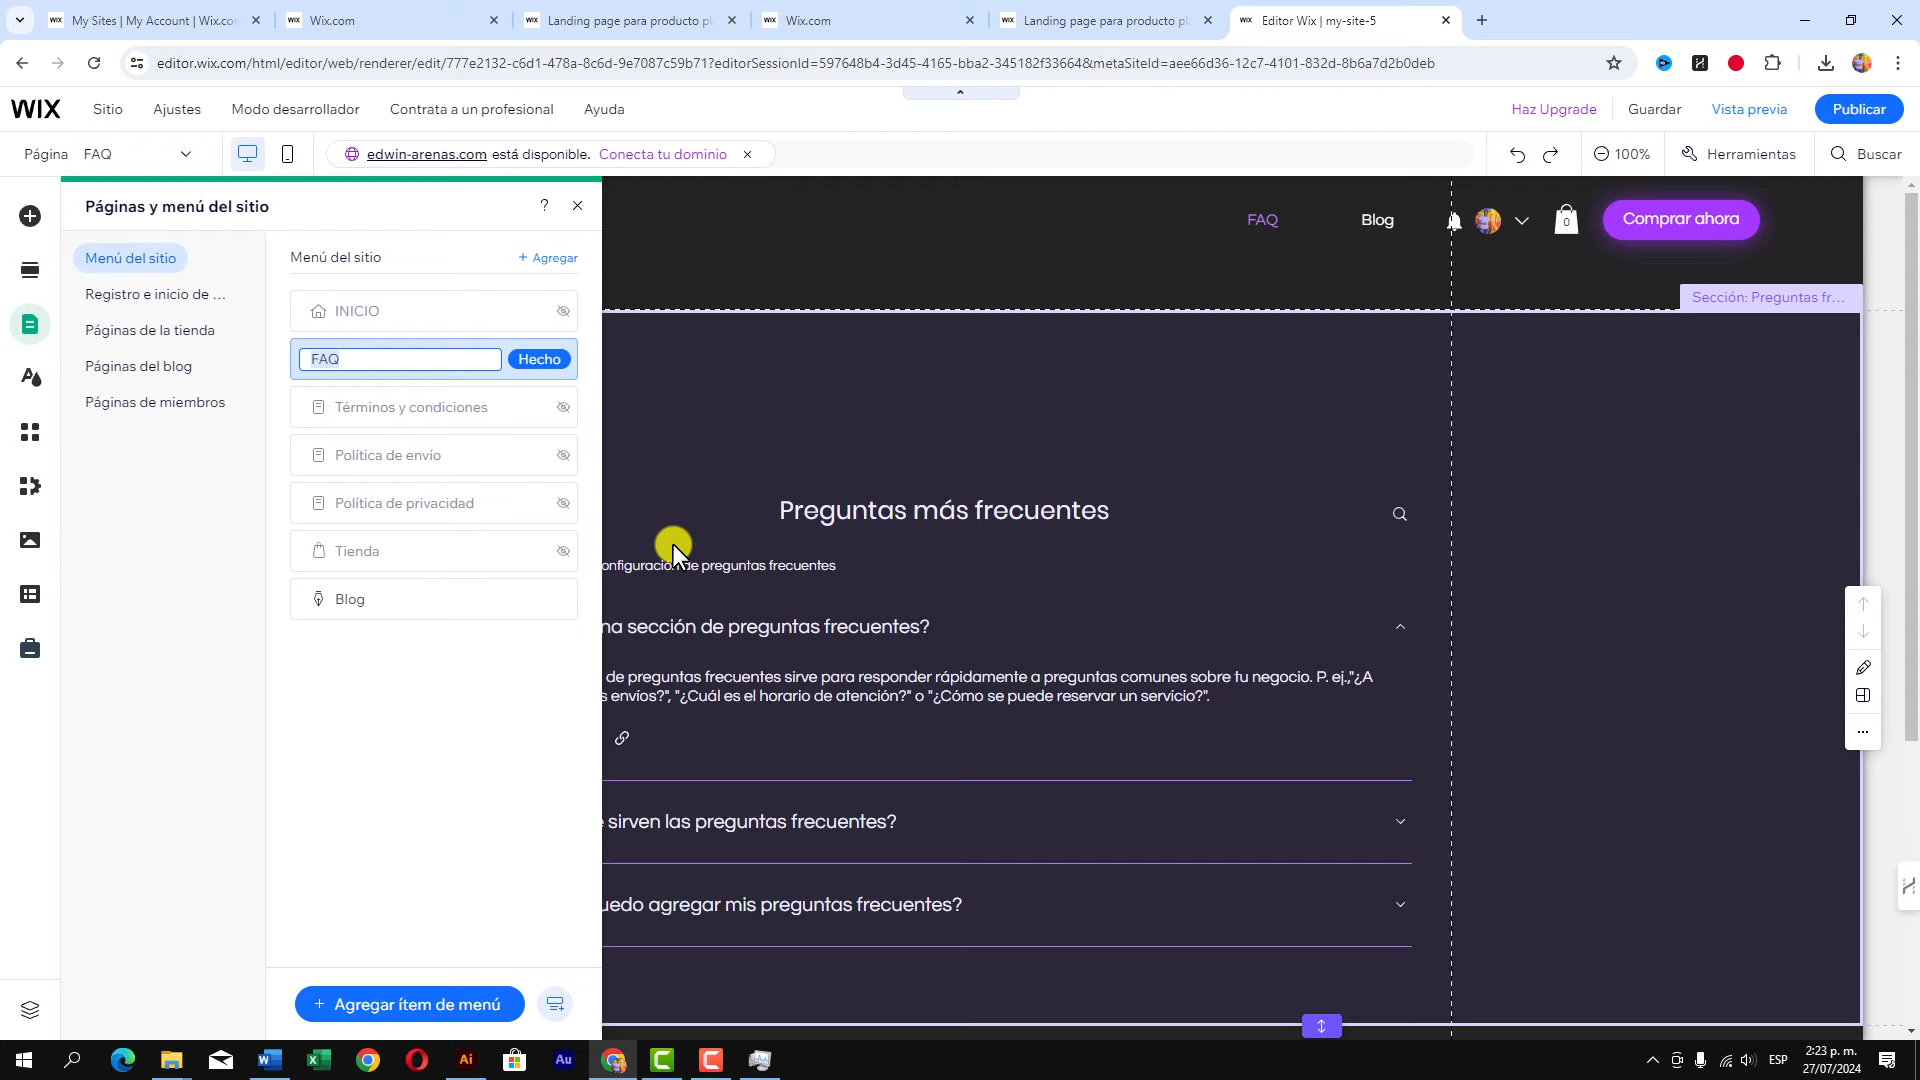 My Sites | My Account | Wix.com
Wix.com
Landing page para producto pl
Wix.com
Landing page para producto pl
Editor Wix | my-site-5
editor.wix.com/html/editor/web/renderer/edit/777e2132-c6d1-478a-8c6d-9e7087c59b71?editorSessionId=597648b4-3d45-4165-bba2-345182f33664&metaSiteId=aee66d36-12c7-4101-832d-8b6a7d2b0deb
WIX
Sitio
Ajustes
Modo desarrollador
Contrata a un profesional
Ayuda
Haz Upgrade
Guardar
Vista previa
Publicar
Página
FAQ
edwin-arenas.com está disponible. Conecta tu dominio
100%
Herramientas
Buscar
Páginas y menú del sitio
?
Menú del sitio
Registro e inicio de ...
Páginas de la tienda
Páginas del blog
Páginas de miembros
Menú del sitio
+ Agregar
INICIO
FAQ
Hecho
Términos y condiciones
Política de envío
Política de privacidad
Tienda
Blog
+ Agregar ítem de menú
FAQ
Blog
0
Comprar ahora
Sección: Preguntas fr...
Preguntas más frecuentes
onfiguración de preguntas frecuentes
na sección de preguntas frecuentes?
de preguntas frecuentes sirve para responder rápidamente a preguntas comunes sobre tu negocio. P. ej.,"¿A
s envíos?", "¿Cuál es el horario de atención?" o "¿Cómo se puede reservar un servicio?".
e sirven las preguntas frecuentes?
uedo agregar mis preguntas frecuentes?
Ai
Au
ESP
2:23 p. m.
27/07/2024